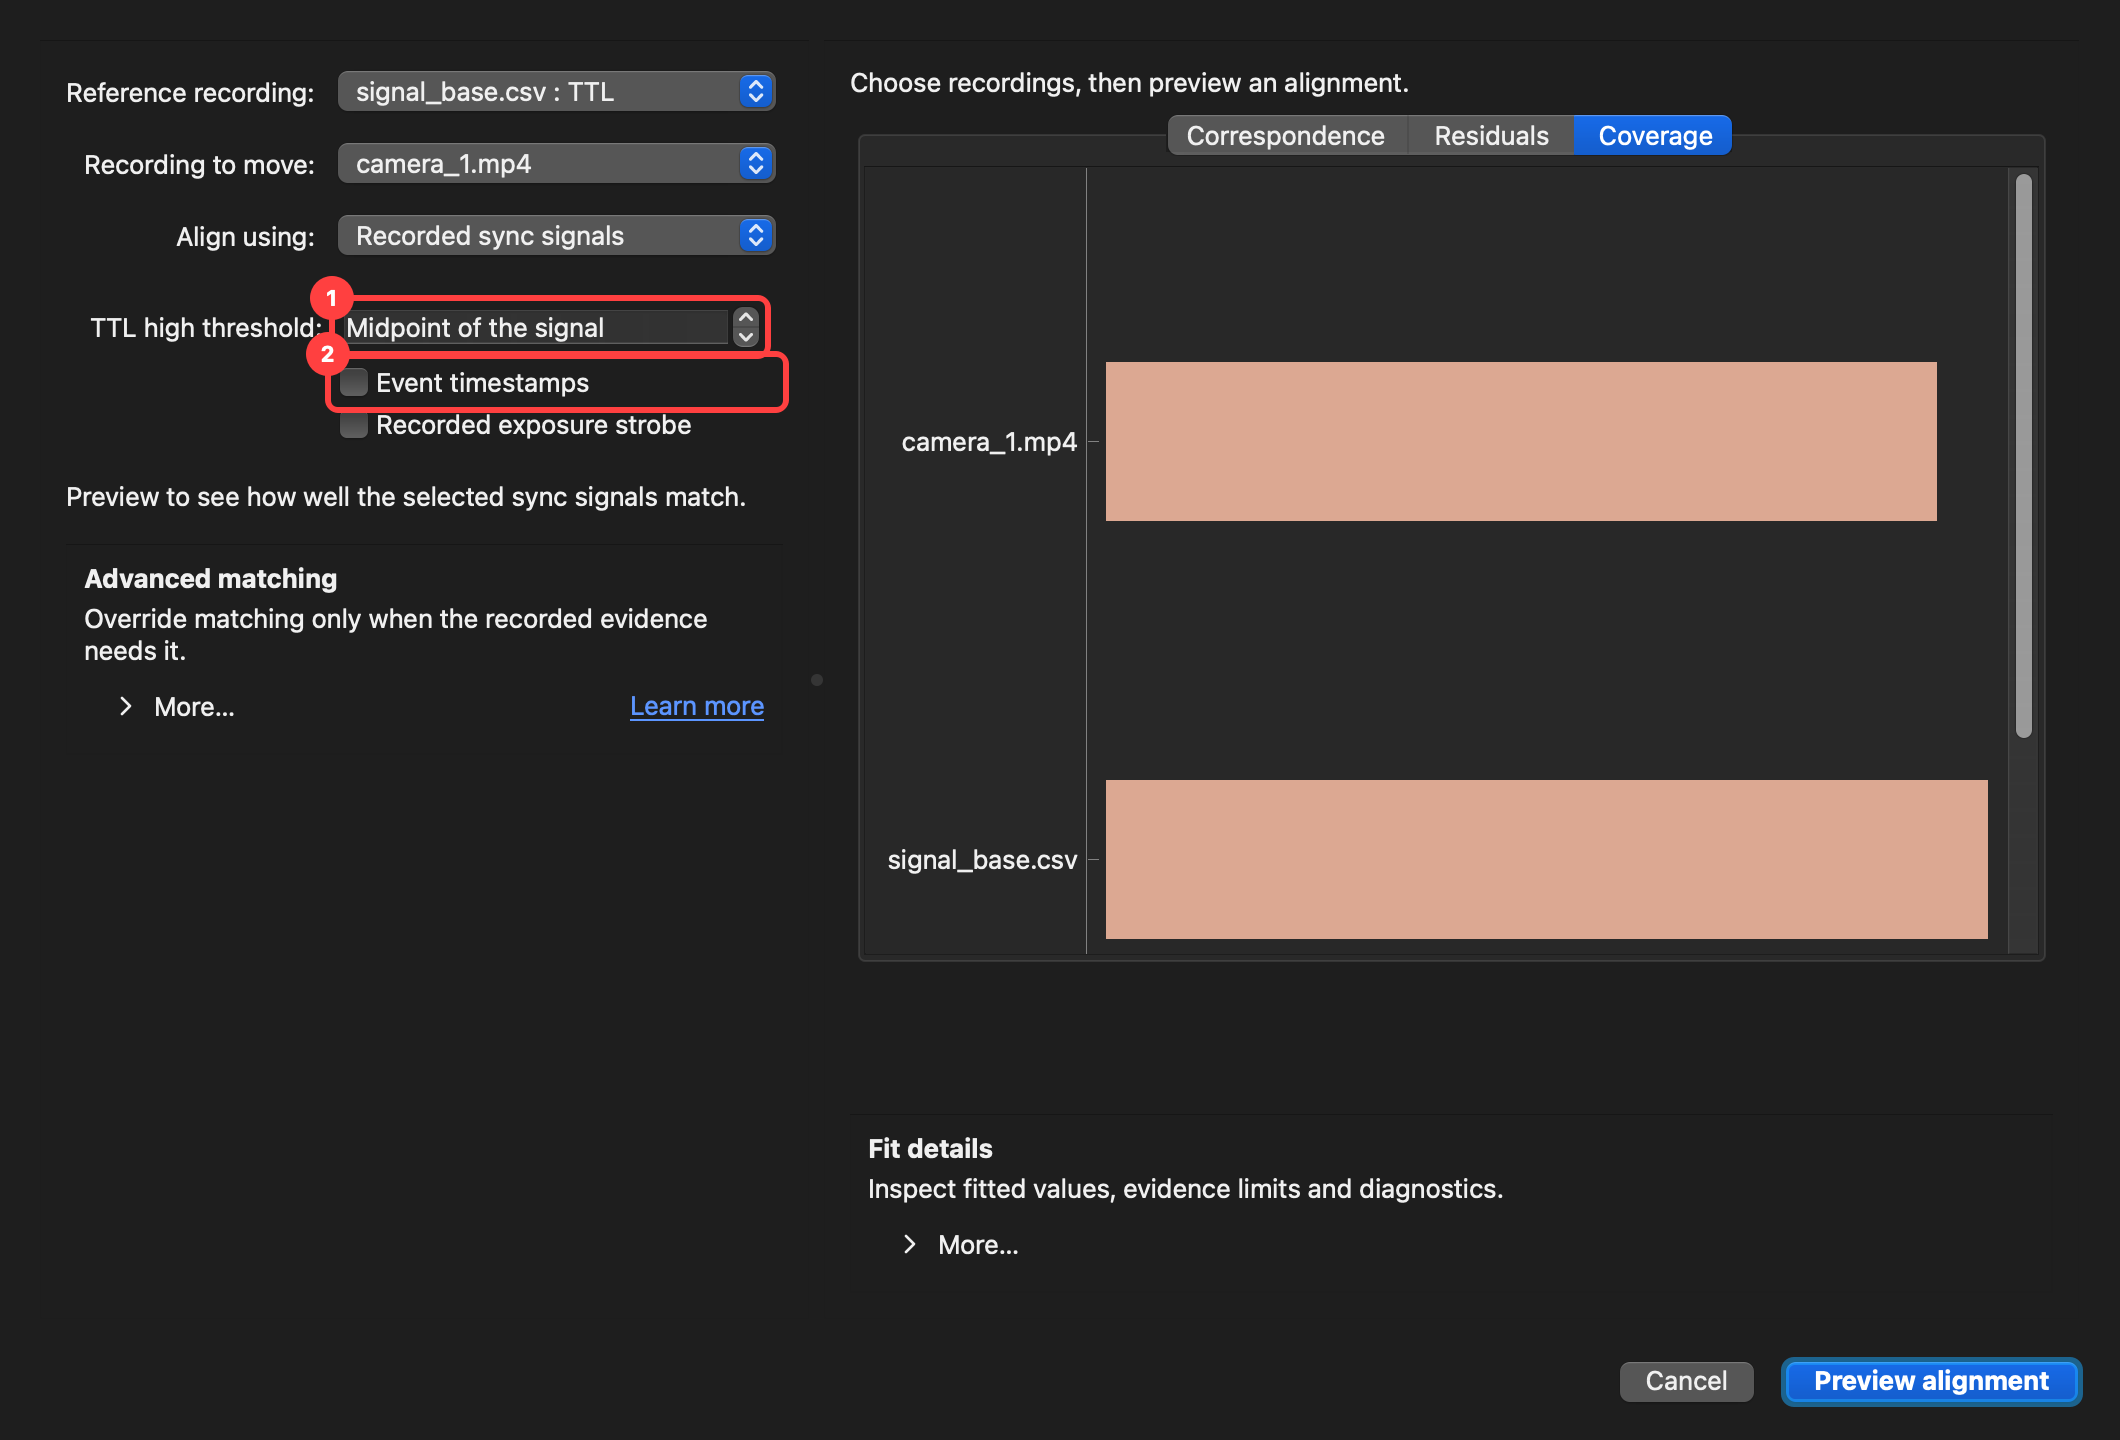 Reference recording: signal_base.csv : TTL
Recording to move: camera_1.mp4
Align using: Recorded sync signals
1
TTL high threshold: Midpoint of the signal
2
Event timestamps
Recorded exposure strobe
Preview to see how well the selected sync signals match.
Advanced matching
Override matching only when the recorded evidence
needs it.
More...
Learn more
Choose recordings, then preview an alignment.
Correspondence Residuals Coverage
camera_1.mp4
signal_base.csv
Fit details
Inspect fitted values, evidence limits and diagnostics.
More...
Cancel Preview alignment